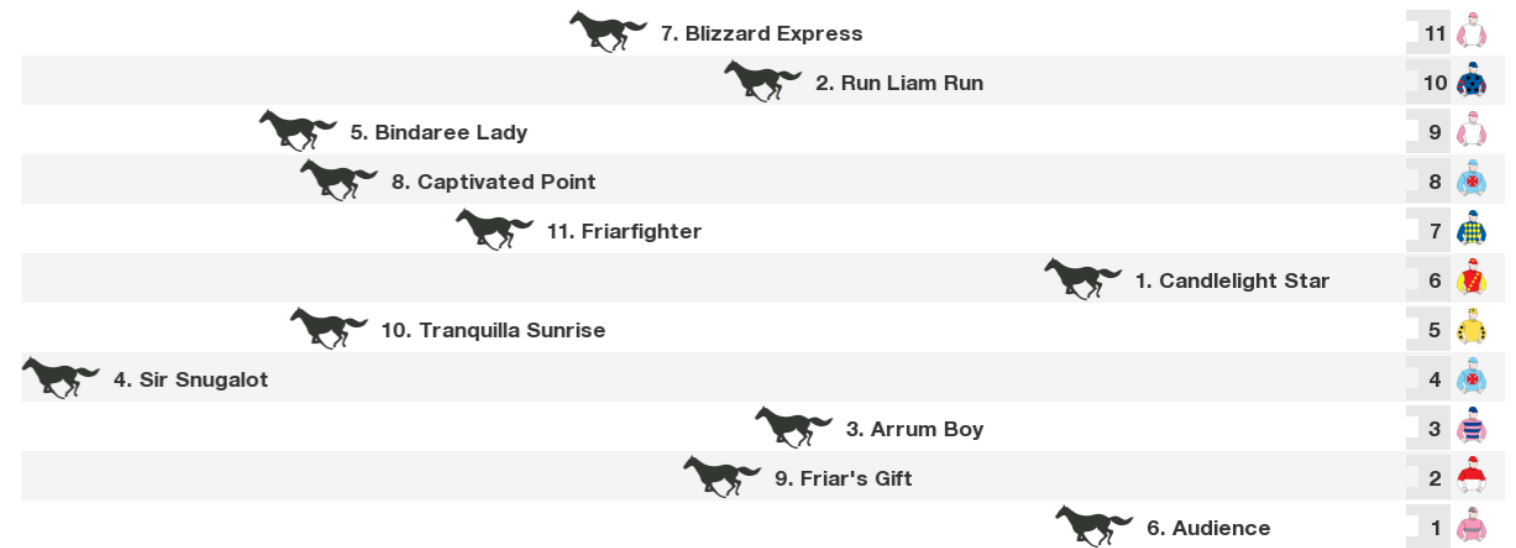 7. Blizzard Express 11
2. Run Liam Run 10
5. Bindaree Lady 9
8. Captivated Point 8
11. Friarfighter 7
1. Candlelight Star 6
10. Tranquilla Sunrise 5
4. Sir Snugalot 4
3. Arrum Boy 3
9. Friar's Gift 2
6. Audience 1